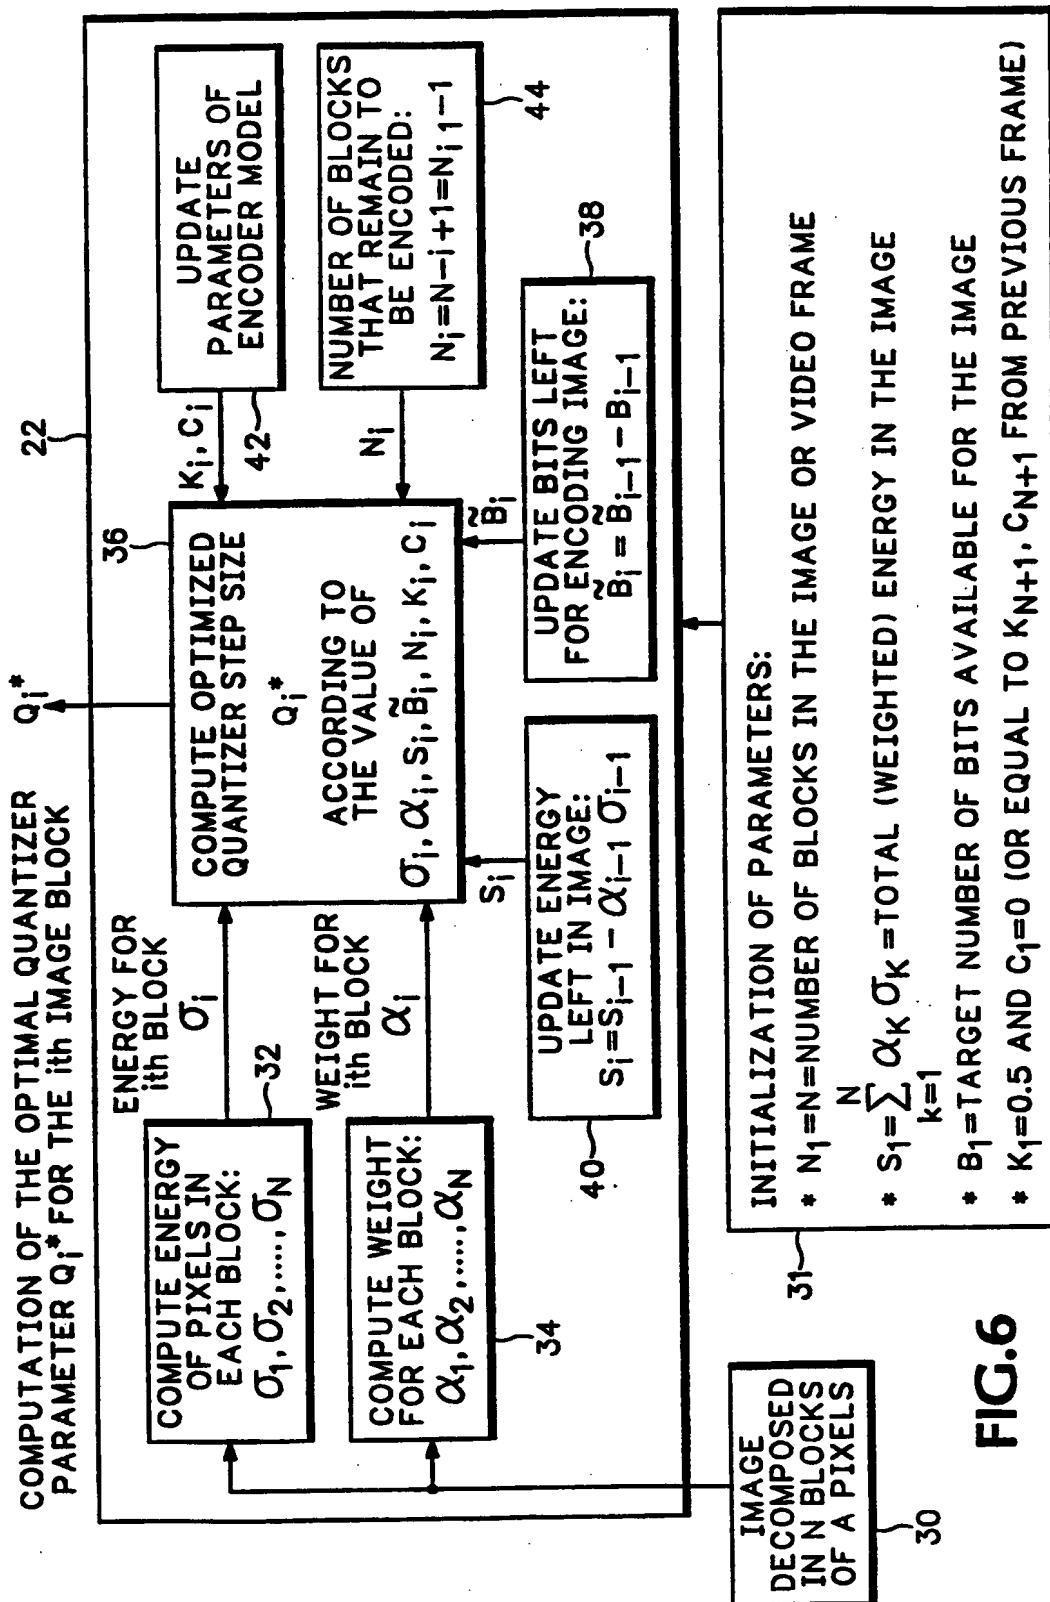 COMPUTATION OF THE OPTIMAL QUANTIZER
PARAMETER Qi* FOR THE ith IMAGE BLOCK
Qi*
22
COMPUTE ENERGY
OF PIXELS IN
EACH BLOCK:
σ1, σ2,....., σN
32
ENERGY FOR
ith BLOCK
σi
COMPUTE WEIGHT
FOR EACH BLOCK:
α1, α2,....., αN
34
WEIGHT FOR
ith BLOCK
αi
36
COMPUTE OPTIMIZED
QUANTIZER STEP SIZE
Qi*
ACCORDING TO
THE VALUE OF
σi, αi, Si, B̃i, Ni, Ki, Ci
Ki, Ci
42
UPDATE
PARAMETERS OF
ENCODER MODEL
Ni
NUMBER OF BLOCKS
THAT REMAIN TO
BE ENCODED:
Ni=N-i+1=Ni1-1
44
Si
UPDATE ENERGY
LEFT IN IMAGE:
Si=Si-1 - αi-1 σi-1
40
B̃i
UPDATE BITS LEFT
FOR ENCODING IMAGE:
B̃i = B̃i-1 - Bi-1
38
IMAGE
DECOMPOSED
IN N BLOCKS
OF A PIXELS
30
31
INITIALIZATION OF PARAMETERS:
* N1=N=NUMBER OF BLOCKS IN THE IMAGE OR VIDEO FRAME
* S1=∑ αK σK =TOTAL (WEIGHTED) ENERGY IN THE IMAGE
N
k=1
* B1=TARGET NUMBER OF BITS AVAILABLE FOR THE IMAGE
* K1=0.5 AND C1=0 (OR EQUAL TO KN+1, CN+1 FROM PREVIOUS FRAME)
FIG.6